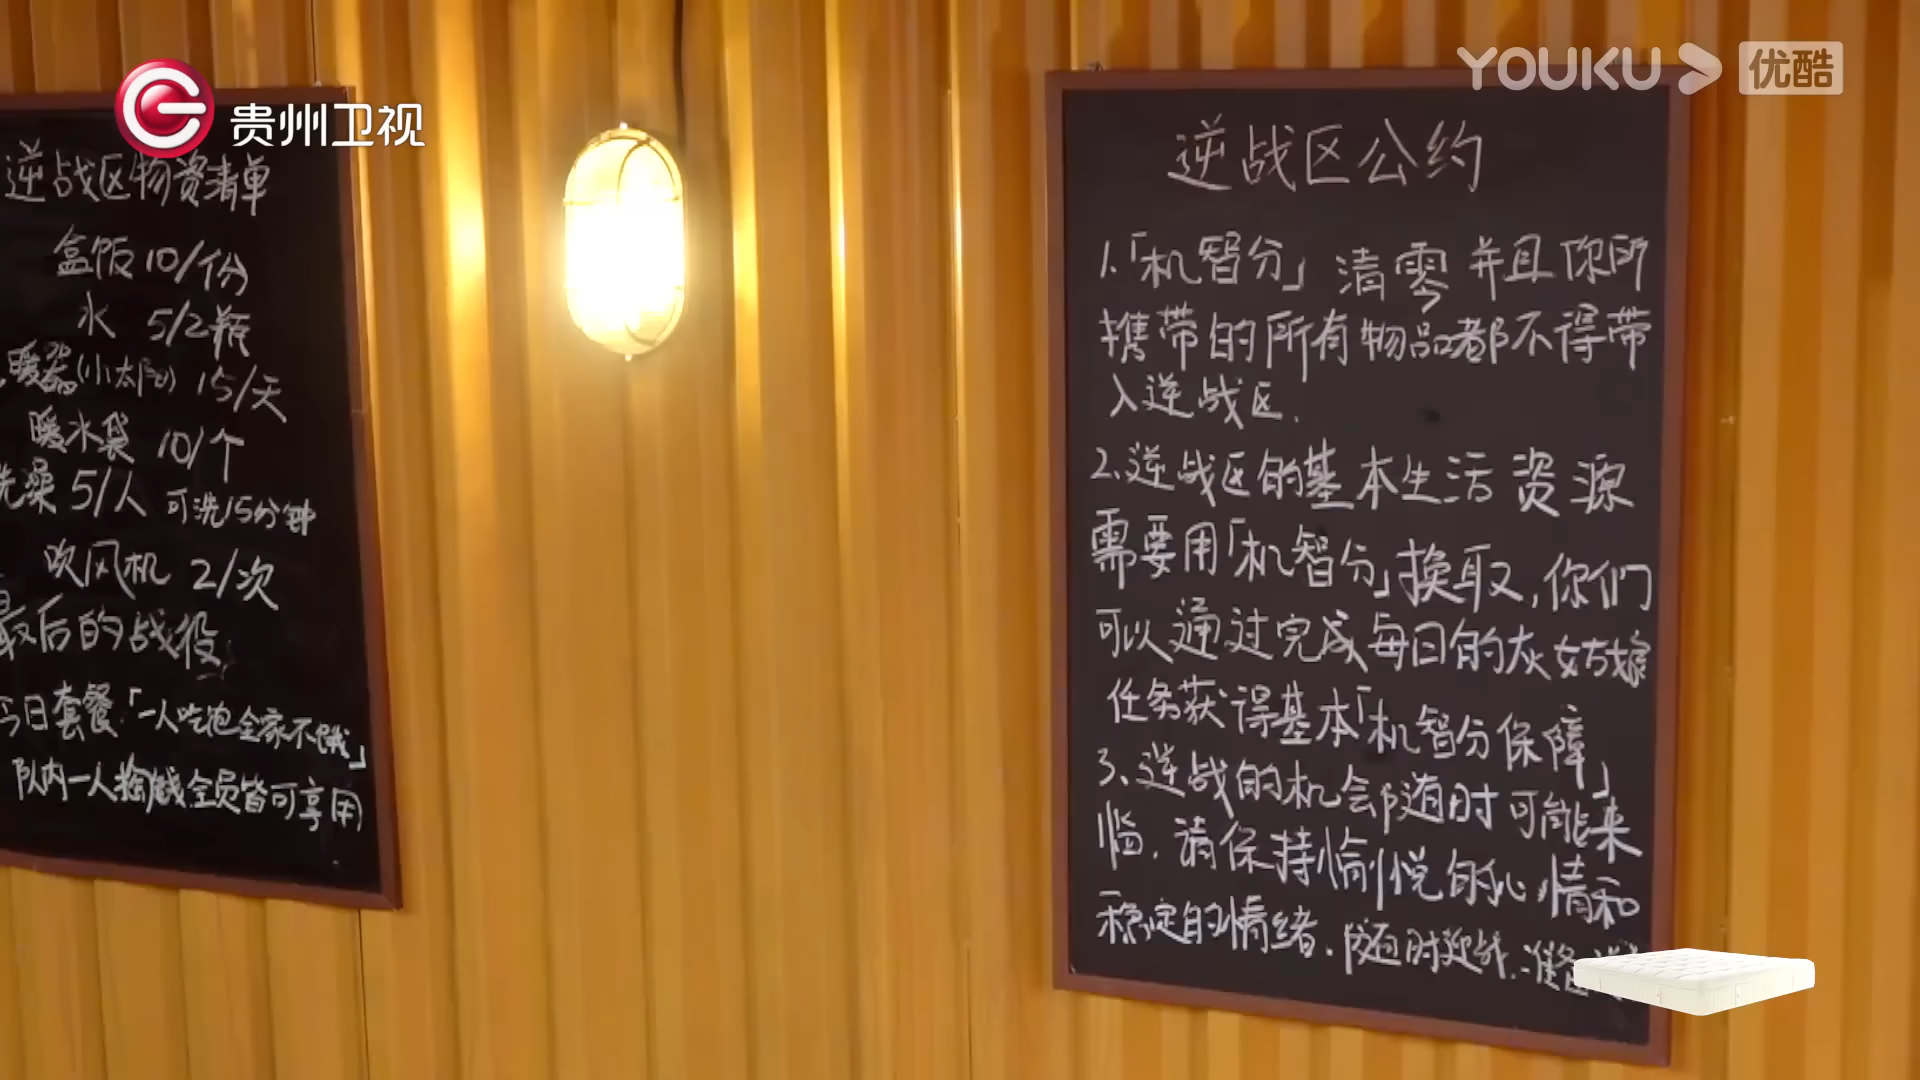 贵州卫视
YOUKU 优酷
逆战区物资清单
盒饭 10/份
水 5/2瓶
暖器(小太阳) 15/天
暖水袋 10/个
洗澡 5/人 可洗15分钟
吹风机 2/次
最后的战役
今日套餐「一人吃饱全家不饿」
队内一人掏钱全员皆可享用
逆战区公约
1.「机智分」清零 并且你所
携带的所有物品都不得带
入逆战区.
2、逆战区的基本生活资源
需要用「机智分」换取,你们
可以通过完成每日的灰姑娘
任务获得基本「机智分保障」
3、逆战的机会随时可能来
临.请保持愉悦的心情和
稳定的情绪.随时迎战.准备